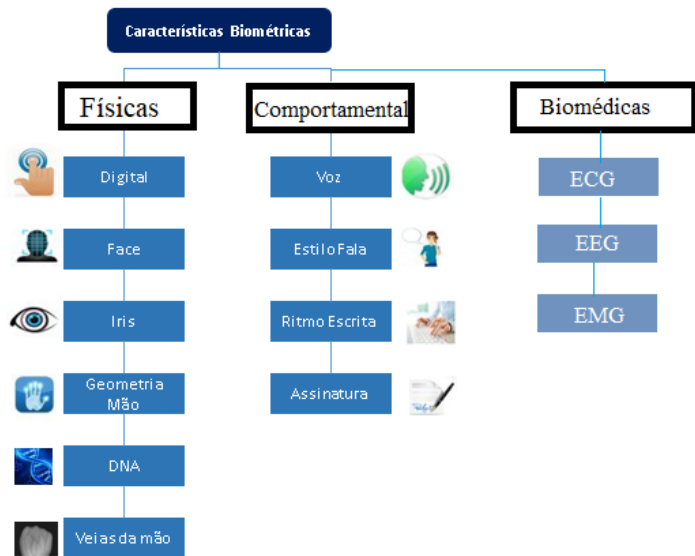 Características Biométricas
Físicas
Digital
Face
Iris
Geometria
Mão
DNA
Veias da mão
Comportamental
Voz
Estilo Fala
Ritmo Escrita
Assinatura
Biomédicas
ECG
EEG
EMG